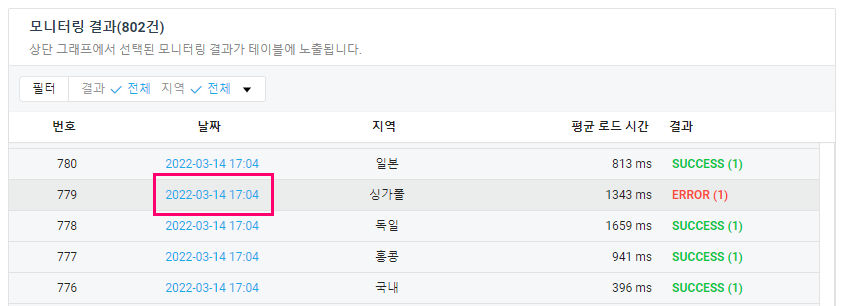 모니터링 결과(802건)
상단 그래프에서 선택된 모니터링 결과가 테이블에 노출됩니다.
필터 결과 전체 지역 전체
번호 날짜 지역 평균 로드 시간 결과
780 2022-03-14 17:04 일본 813 ms SUCCESS (1)
779 2022-03-14 17:04 싱가폴 1343 ms ERROR (1)
778 2022-03-14 17:04 독일 1659 ms SUCCESS (1)
777 2022-03-14 17:04 홍콩 941 ms SUCCESS (1)
776 2022-03-14 17:04 국내 396 ms SUCCESS (1)